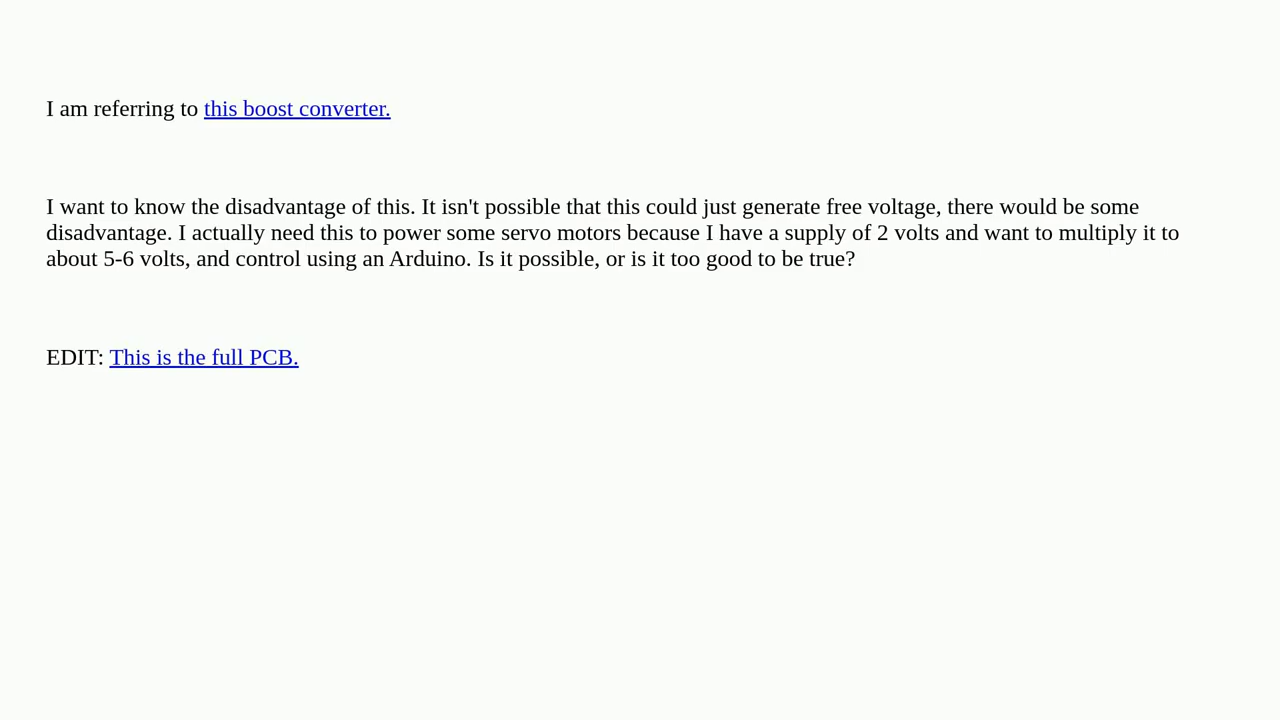 I am referring to this boost converter.
I want to know the disadvantage of this. It isn't possible that this could just generate free voltage, there would be some
disadvantage. I actually need this to power some servo motors because I have a supply of 2 volts and want to multiply it to
about 5-6 volts, and control using an Arduino. Is it possible, or is it too good to be true?
EDIT: This is the full PCB.